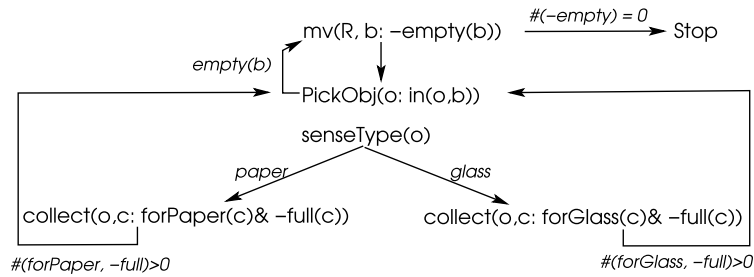 #(–empty) = 0
mv(R, b: –empty(b)) Stop
empty(b)
PickObj(o: in(o,b))
senseType(o)
paper glass
collect(o,c: forPaper(c)& –full(c)) collect(o,c: forGlass(c)& –full(c))
#(forPaper, –full)>0 #(forGlass, –full)>0